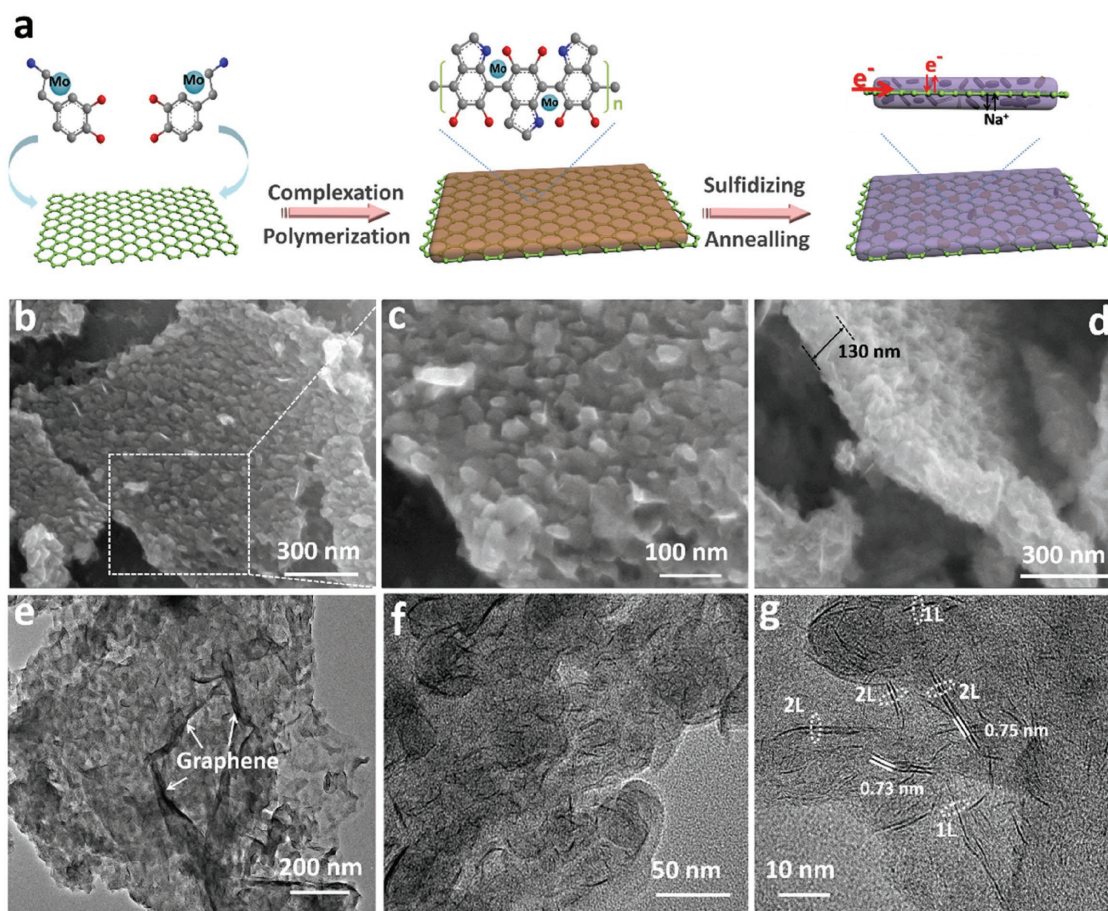 a
Mo
Mo
Complexation
Polymerization
Mo
Mo
n
Sulfidizing
Annealling
e-
e-
Na+
b
300 nm
c
100 nm
d
130 nm
300 nm
e
Graphene
200 nm
f
50 nm
g
1L
2L
2L
2L
0.75 nm
0.73 nm
1L
10 nm